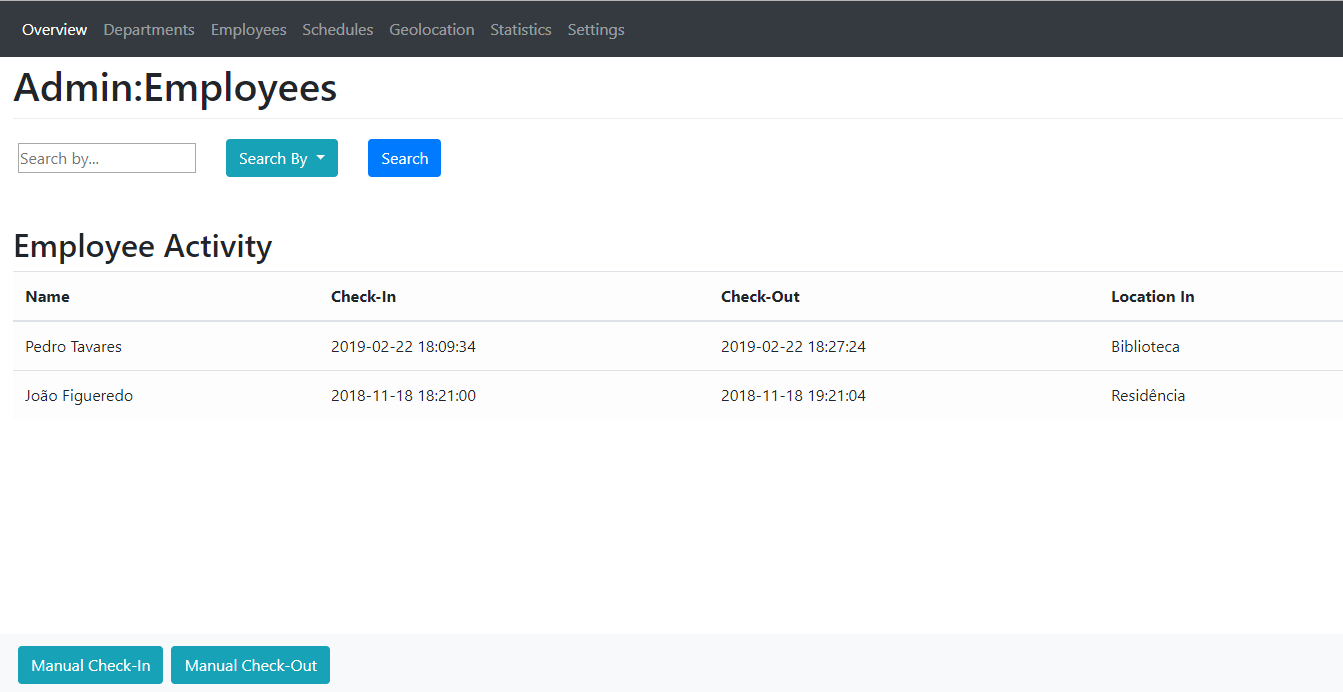 Overview Departments Employees Schedules Geolocation Statistics Settings
Admin:Employees
Search by... Search By Search
Employee Activity
Name Check-In Check-Out Location In
Pedro Tavares 2019-02-22 18:09:34 2019-02-22 18:27:24 Biblioteca
João Figueredo 2018-11-18 18:21:00 2018-11-18 19:21:04 Residência
Manual Check-In Manual Check-Out